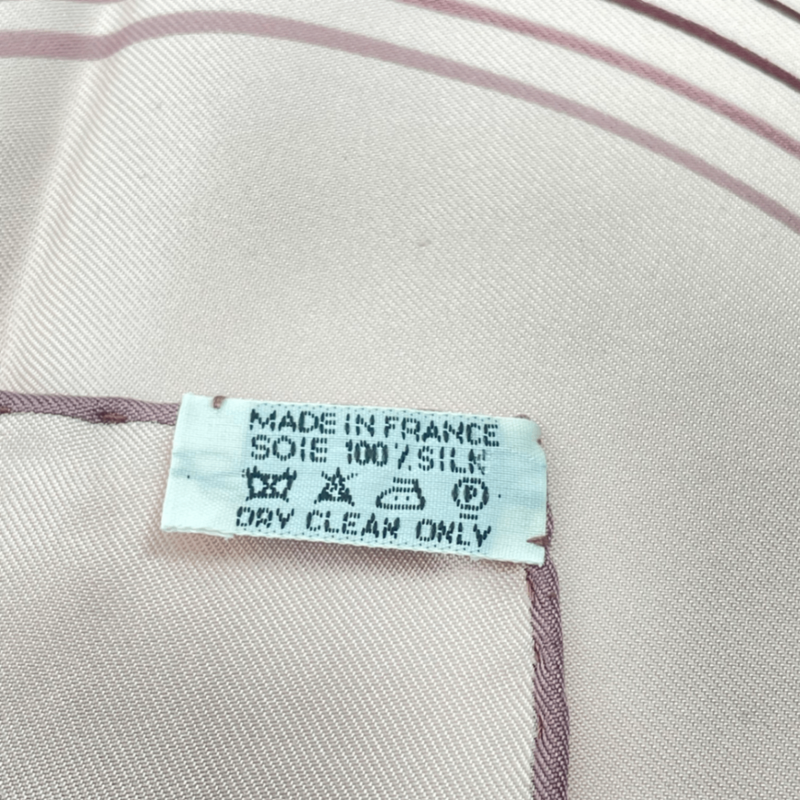 MADE IN FRANCE
SOIE 100% SILK
P
DRY CLEAN ONLY